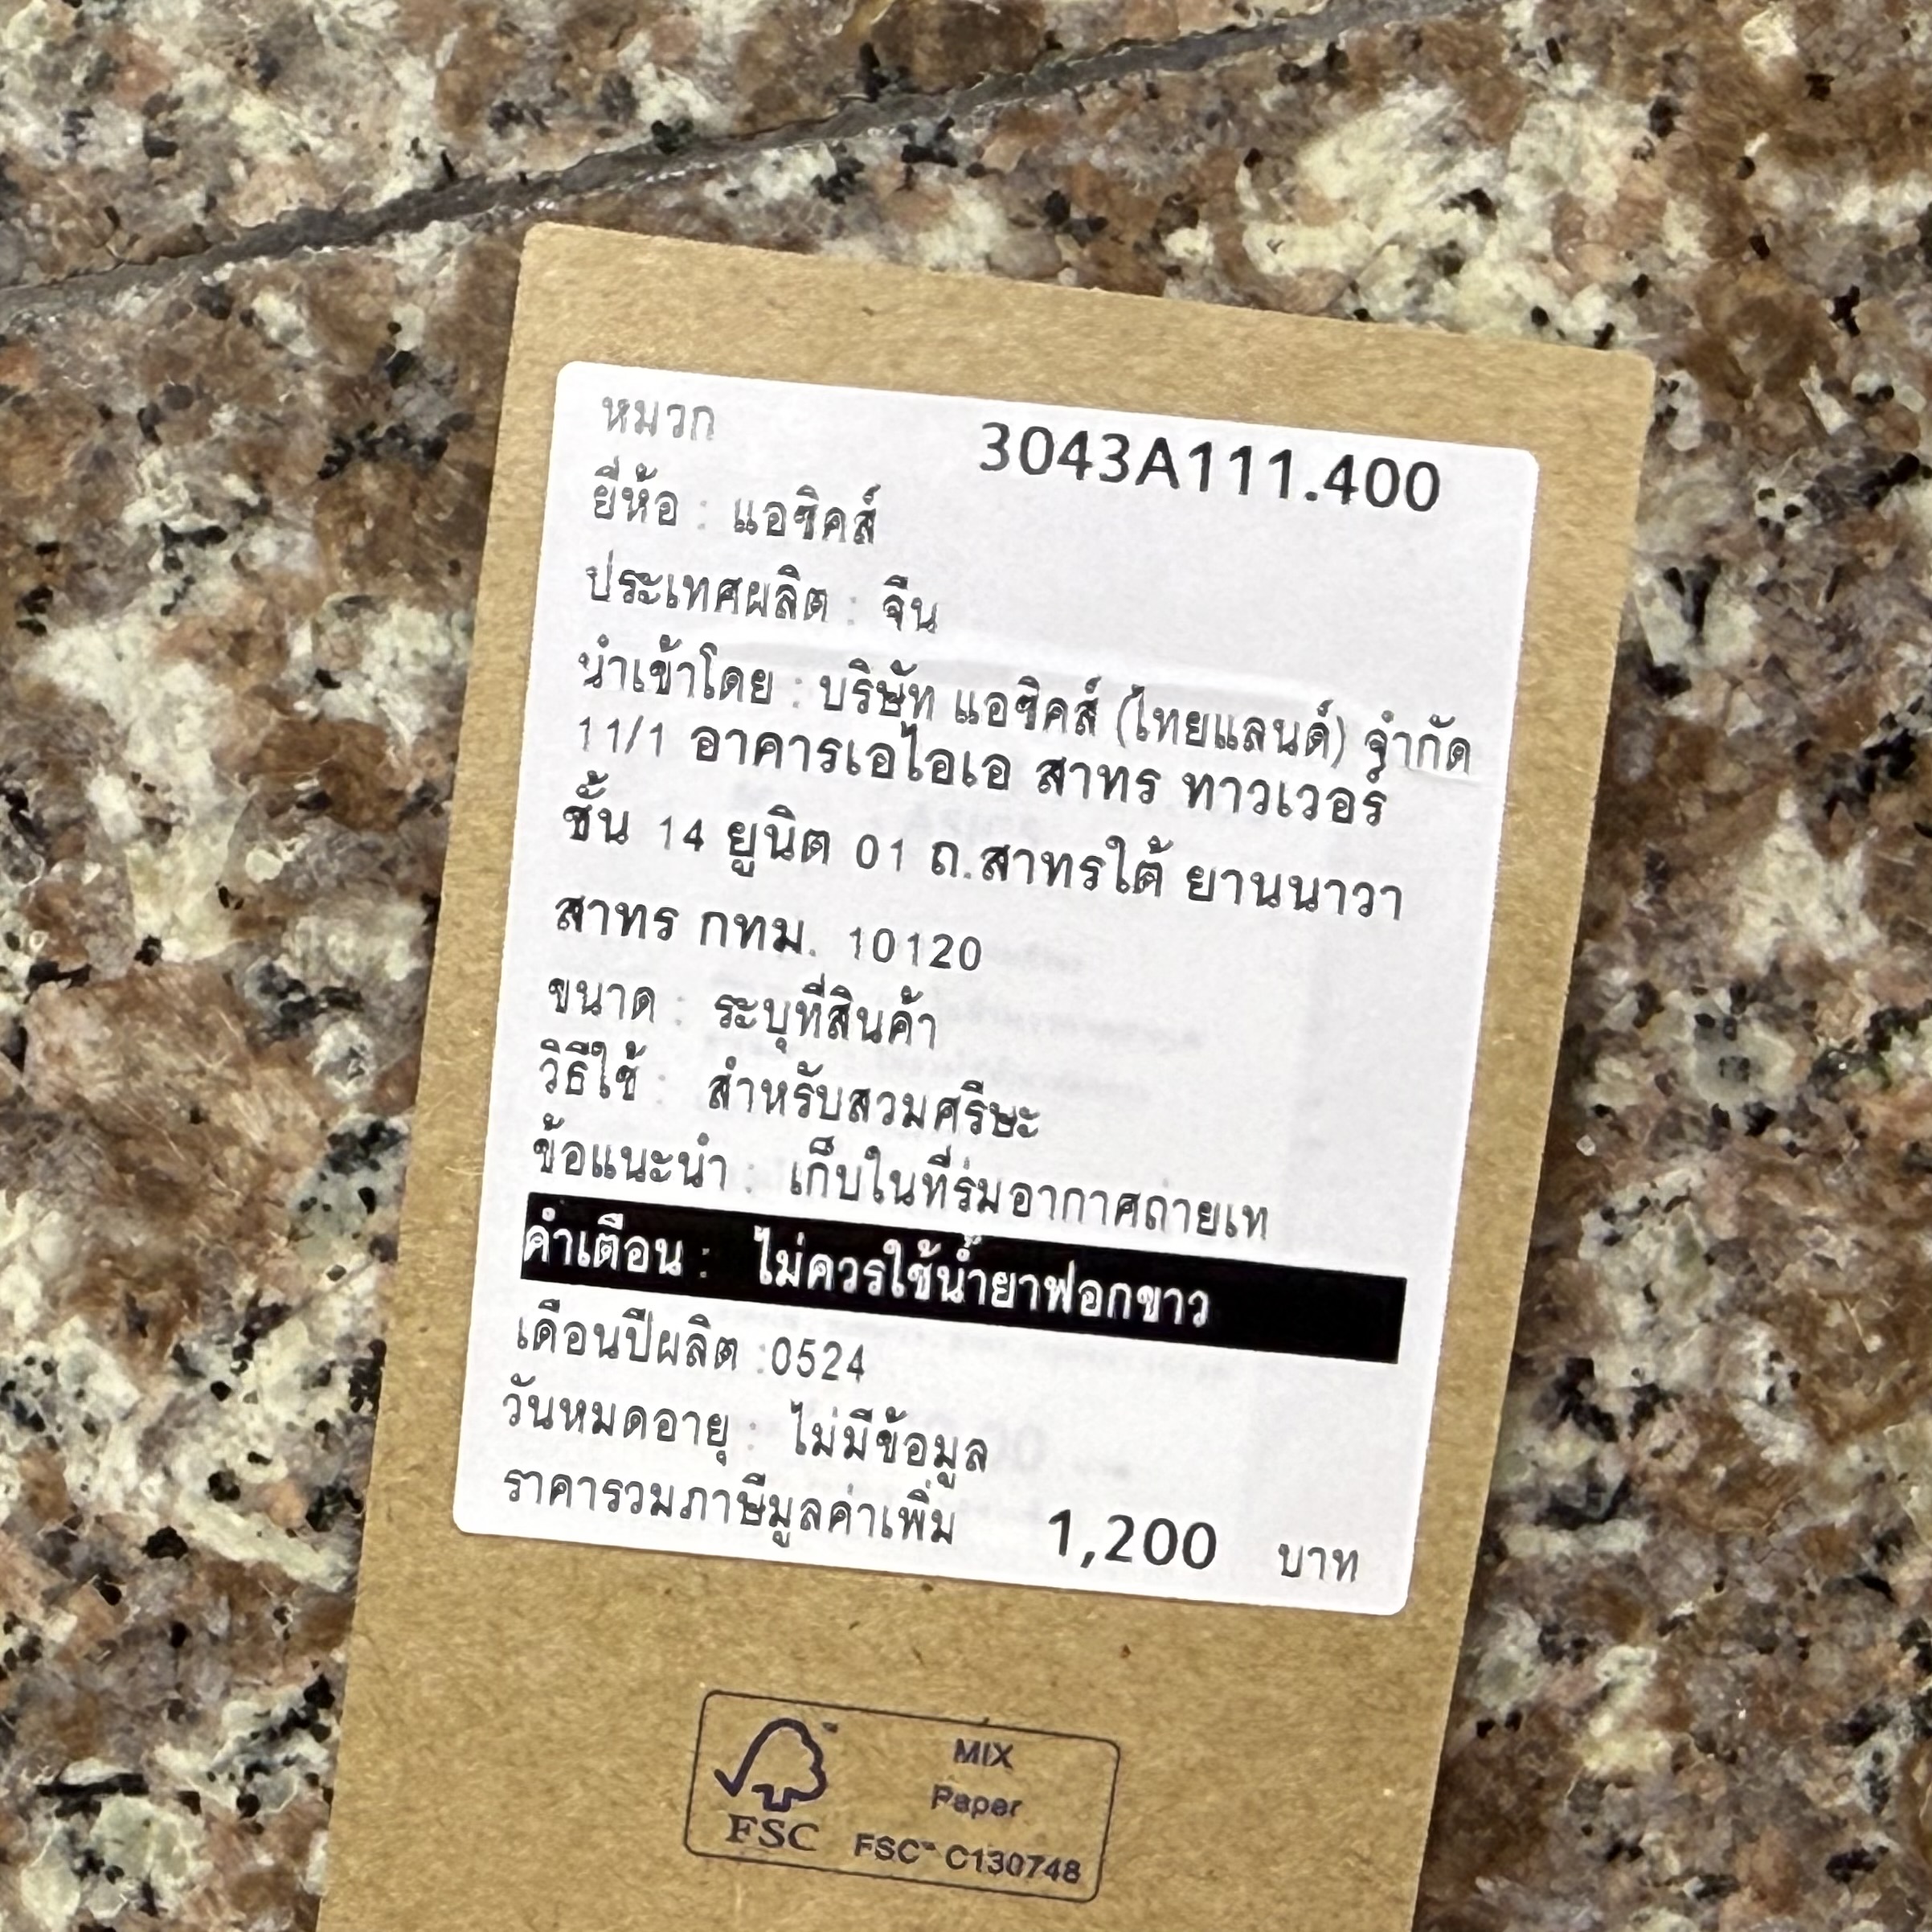 หมวก 3043A111.400
ยี่ห้อ : แอซิคส์
ประเทศผลิต : จีน
นำเข้าโดย : บริษัท แอซิคส์ (ไทยแลนด์) จำกัด
11/1 อาคารเอไอเอ สาทร ทาวเวอร์
ชั้น 14 ยูนิต 01 ถ.สาทรใต้ ยานนาวา
สาทร กทม. 10120
ขนาด : ระบุที่สินค้า
วิธีใช้ : สำหรับสวมศรีษะ
ข้อแนะนำ : เก็บในที่ร่มอากาศถ่ายเท
คำเตือน : ไม่ควรใช้น้ำยาฟอกขาว
เดือนปีผลิต :0524
วันหมดอายุ : ไม่มีข้อมูล
ราคารวมภาษีมูลค่าเพิ่ม 1,200 บาท
MIX
Paper
FSC FSC™ C130748